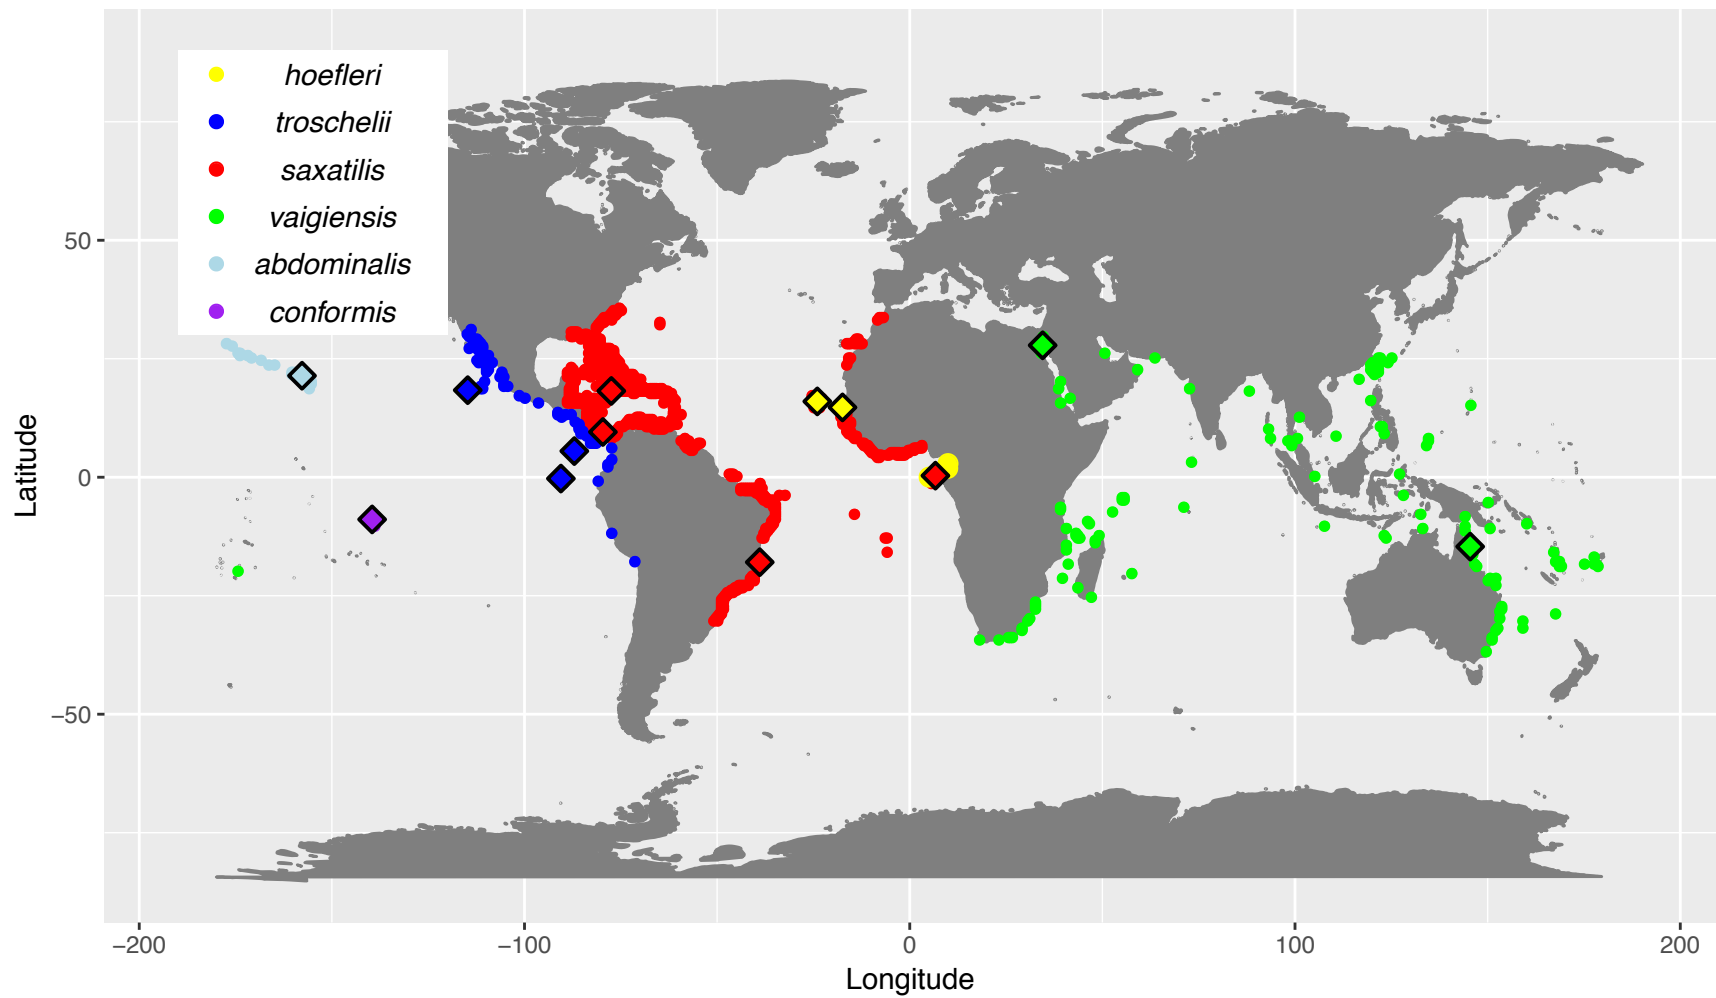 hoefleri
troschelii
saxatilis
vaigiensis
abdominalis
conformis
50
0
−50
Latitude
−200
−100
0
100
200
Longitude